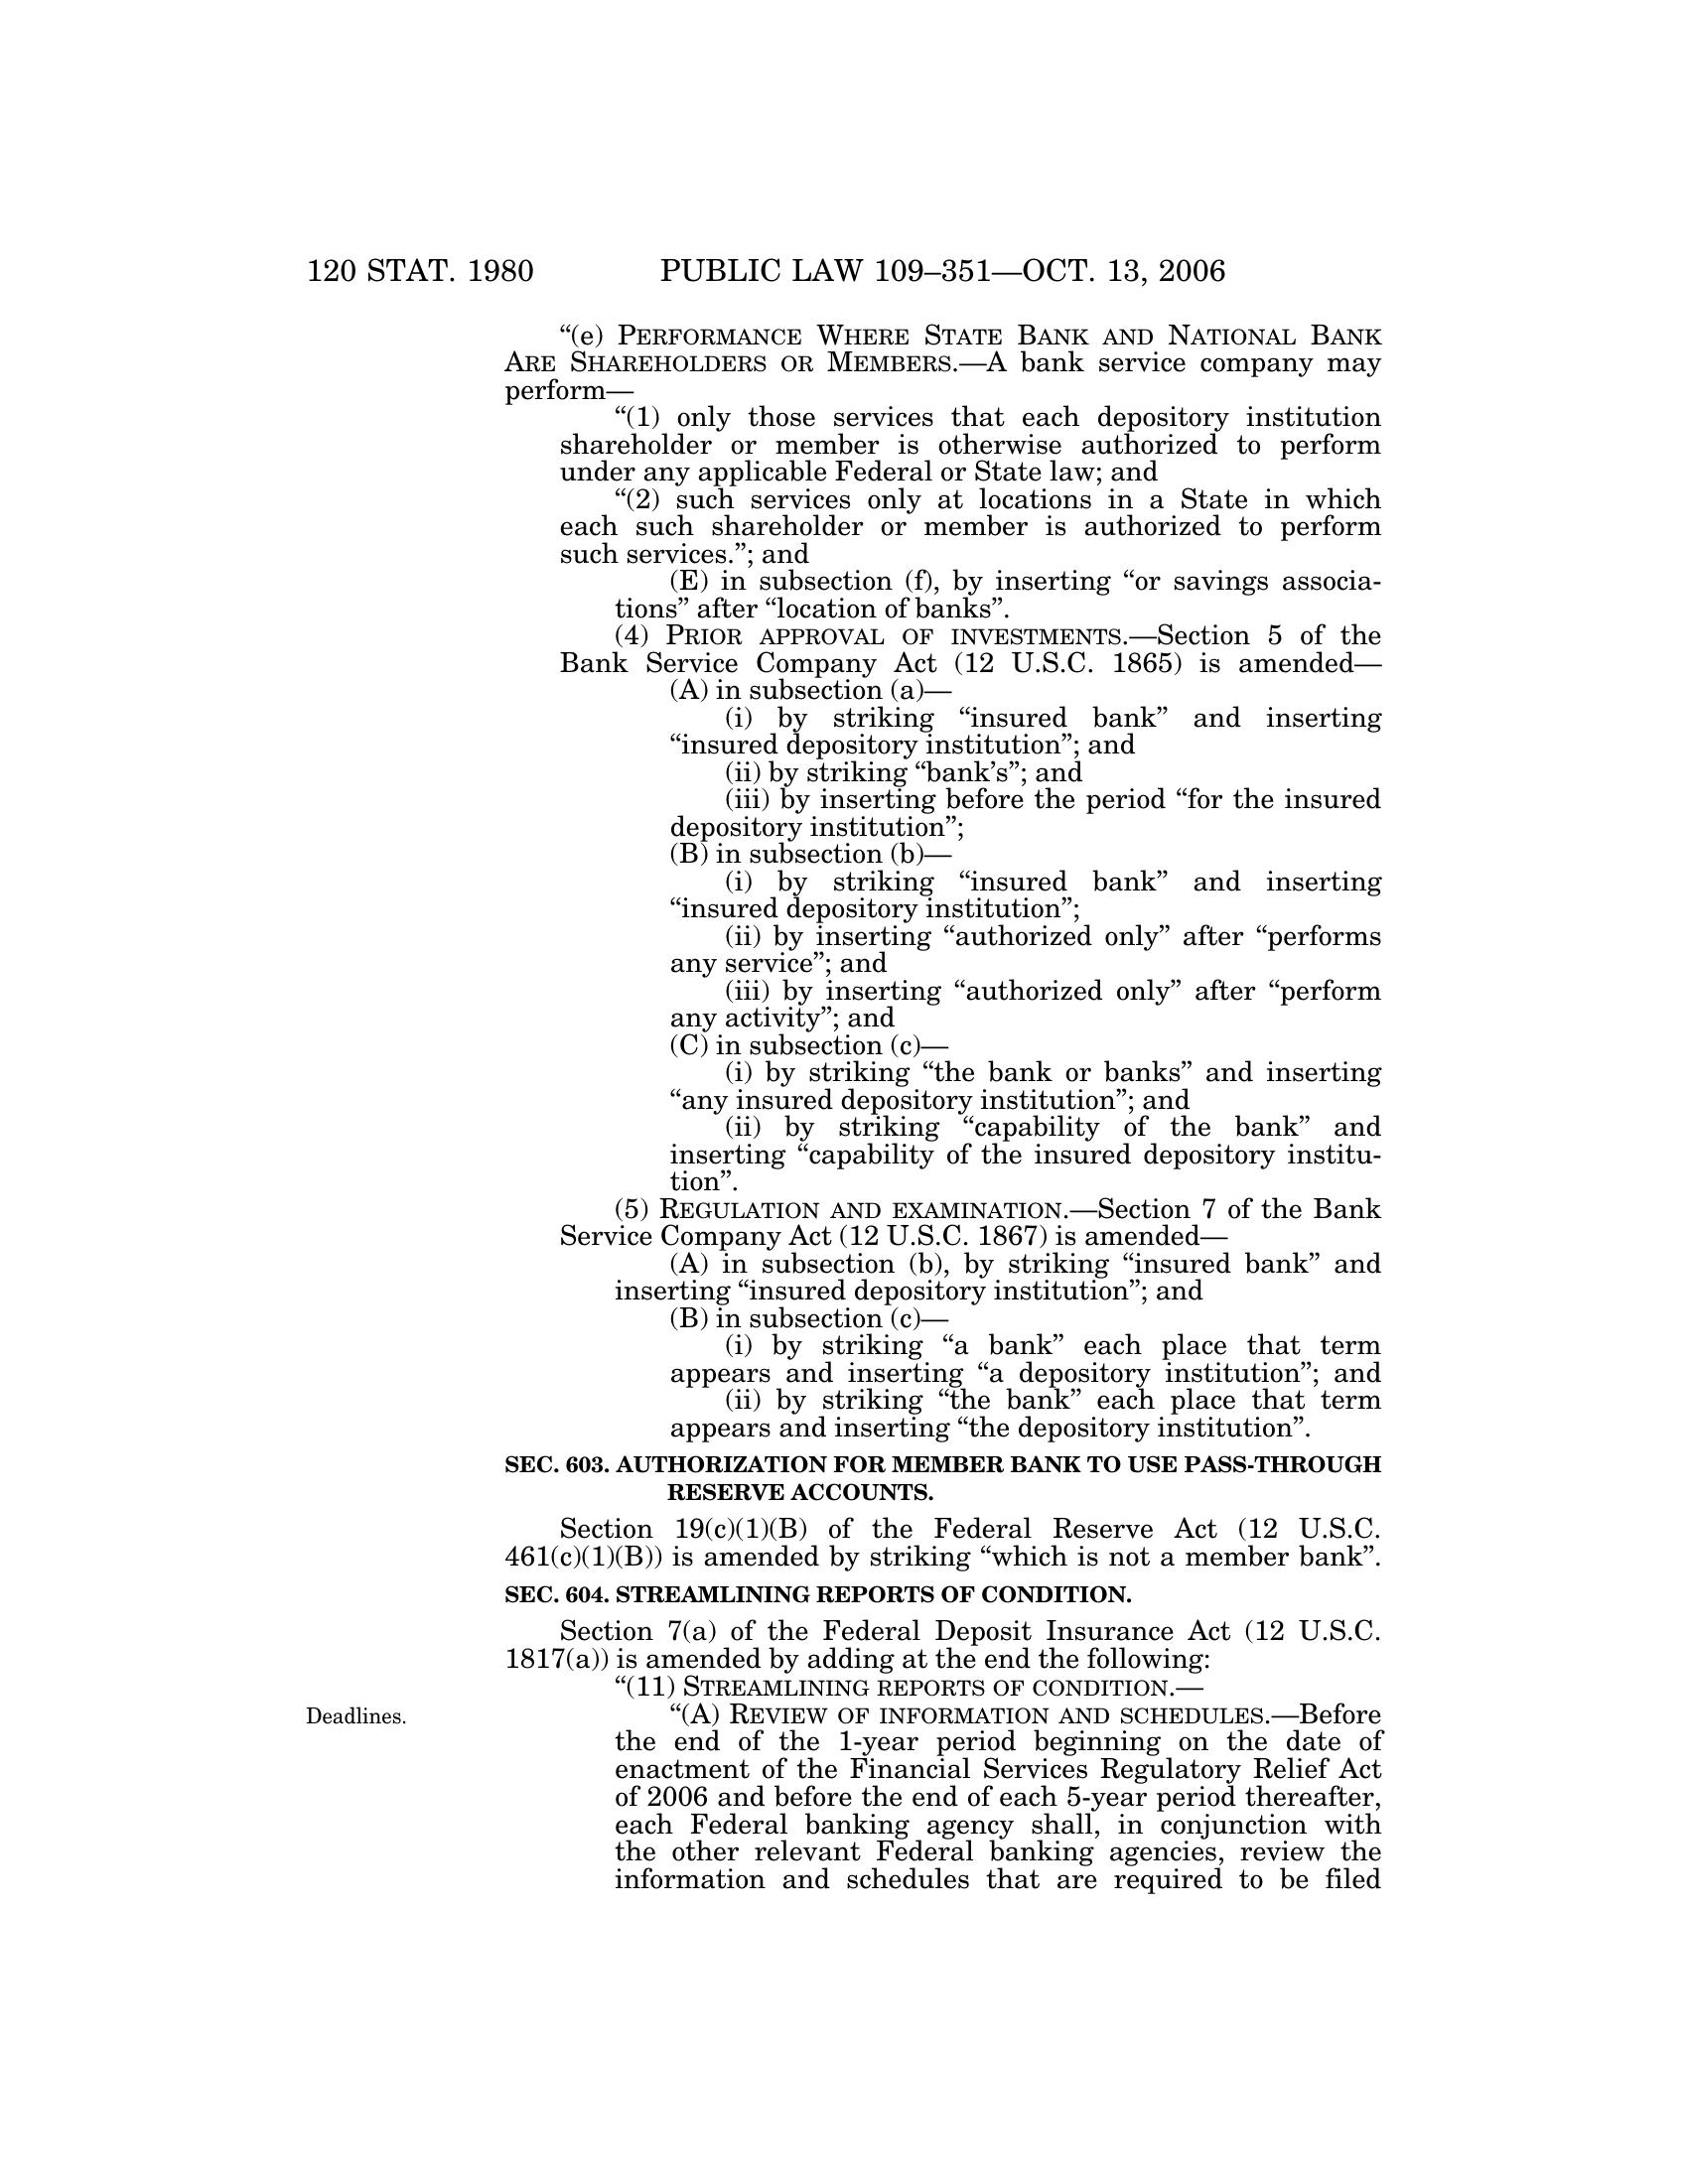 120 STAT. 1980 PUBLIC LAW 109–351—OCT. 13, 2006
“(e) PERFORMANCE WHERE STATE BANK AND NATIONAL BANK
ARE SHAREHOLDERS OR MEMBERS.—A bank service company may
perform—
“(1) only those services that each depository institution
shareholder or member is otherwise authorized to perform
under any applicable Federal or State law; and
“(2) such services only at locations in a State in which
each such shareholder or member is authorized to perform
such services.”; and
(E) in subsection (f), by inserting “or savings associa-
tions” after “location of banks”.
(4) PRIOR APPROVAL OF INVESTMENTS.—Section 5 of the
Bank Service Company Act (12 U.S.C. 1865) is amended—
(A) in subsection (a)—
(i) by striking “insured bank” and inserting
“insured depository institution”; and
(ii) by striking “bank’s”; and
(iii) by inserting before the period “for the insured
depository institution”;
(B) in subsection (b)—
(i) by striking “insured bank” and inserting
“insured depository institution”;
(ii) by inserting “authorized only” after “performs
any service”; and
(iii) by inserting “authorized only” after “perform
any activity”; and
(C) in subsection (c)—
(i) by striking “the bank or banks” and inserting
“any insured depository institution”; and
(ii) by striking “capability of the bank” and
inserting “capability of the insured depository institu-
tion”.
(5) REGULATION AND EXAMINATION.—Section 7 of the Bank
Service Company Act (12 U.S.C. 1867) is amended—
(A) in subsection (b), by striking “insured bank” and
inserting “insured depository institution”; and
(B) in subsection (c)—
(i) by striking “a bank” each place that term
appears and inserting “a depository institution”; and
(ii) by striking “the bank” each place that term
appears and inserting “the depository institution”.
SEC. 603. AUTHORIZATION FOR MEMBER BANK TO USE PASS-THROUGH
RESERVE ACCOUNTS.
Section 19(c)(1)(B) of the Federal Reserve Act (12 U.S.C.
461(c)(1)(B)) is amended by striking “which is not a member bank”.
SEC. 604. STREAMLINING REPORTS OF CONDITION.
Section 7(a) of the Federal Deposit Insurance Act (12 U.S.C.
1817(a)) is amended by adding at the end the following:
“(11) STREAMLINING REPORTS OF CONDITION.—
Deadlines.
“(A) REVIEW OF INFORMATION AND SCHEDULES.—Before
the end of the 1-year period beginning on the date of
enactment of the Financial Services Regulatory Relief Act
of 2006 and before the end of each 5-year period thereafter,
each Federal banking agency shall, in conjunction with
the other relevant Federal banking agencies, review the
information and schedules that are required to be filed